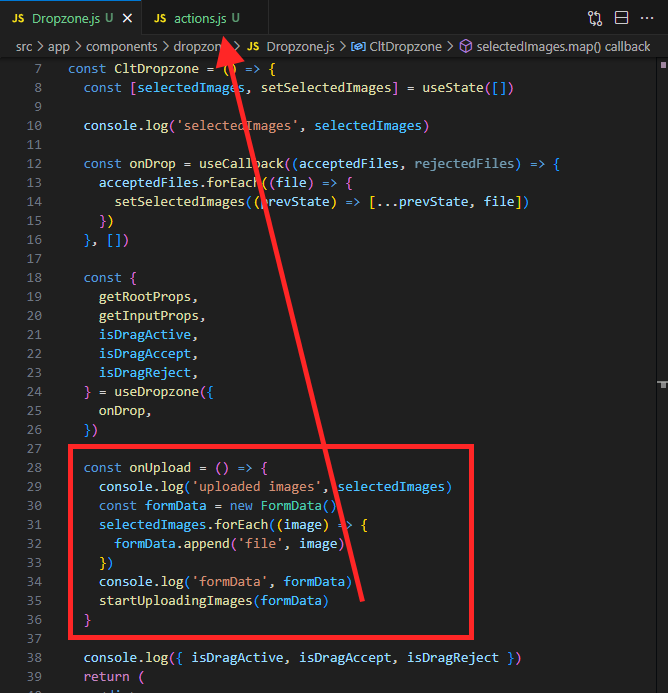 JS Dropzone.js U × JS actions.js U ···
src > app > components > dropzone > JS Dropzone.js > CltDropzone > selectedImages.map() callback
7 const CltDropzone = () => {
8 const [selectedImages, setSelectedImages] = useState([])
9
10 console.log('selectedImages', selectedImages)
11
12 const onDrop = useCallback((acceptedFiles, rejectedFiles) => {
13 acceptedFiles.forEach((file) => {
14 setSelectedImages((prevState) => [...prevState, file])
15 })
16 }, [])
17
18 const {
19 getRootProps,
20 getInputProps,
21 isDragActive,
22 isDragAccept,
23 isDragReject,
24 } = useDropzone({
25 onDrop,
26 })
27
28 const onUpload = () => {
29 console.log('uploaded images', selectedImages)
30 const formData = new FormData()
31 selectedImages.forEach((image) => {
32 formData.append('file', image)
33 })
34 console.log('formData', formData)
35 startUploadingImages(formData)
36 }
37
38 console.log({ isDragActive, isDragAccept, isDragReject })
39 return (